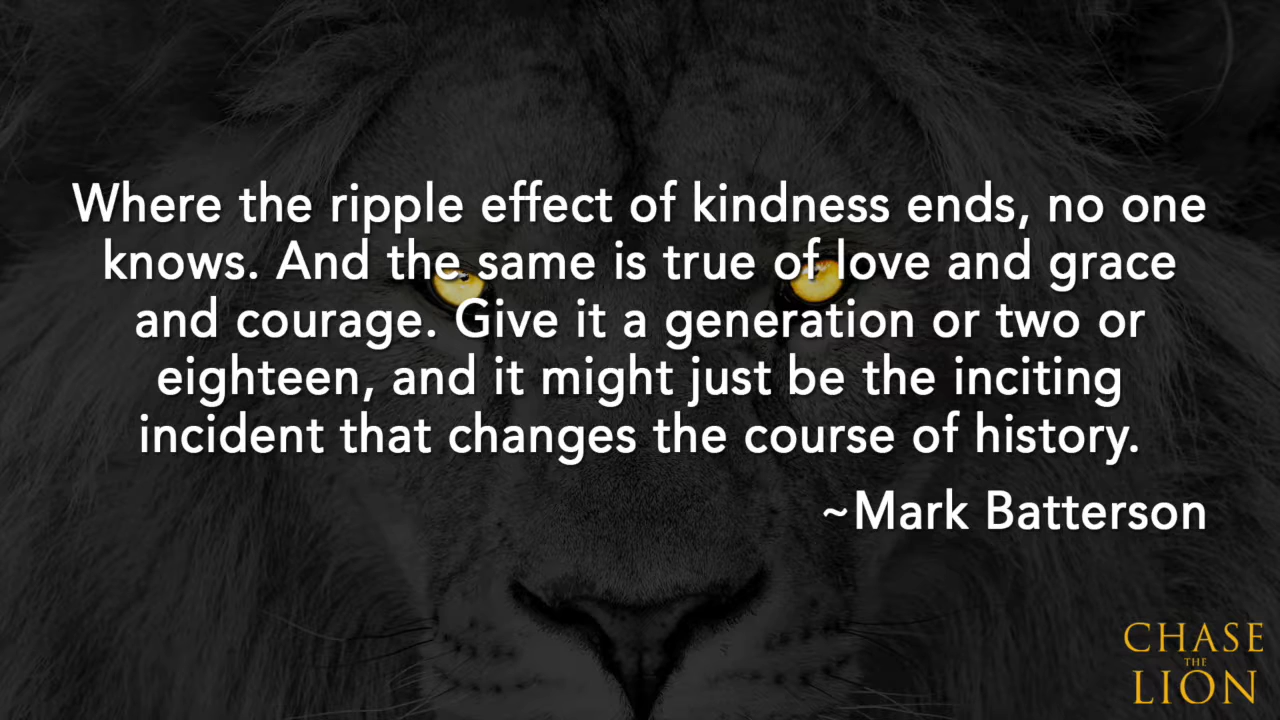 Where the ripple effect of kindness ends, no one
knows. And the same is true of love and grace
and courage. Give it a generation or two or
eighteen, and it might just be the inciting
incident that changes the course of history.
~Mark Batterson
CHASE
THE
LION